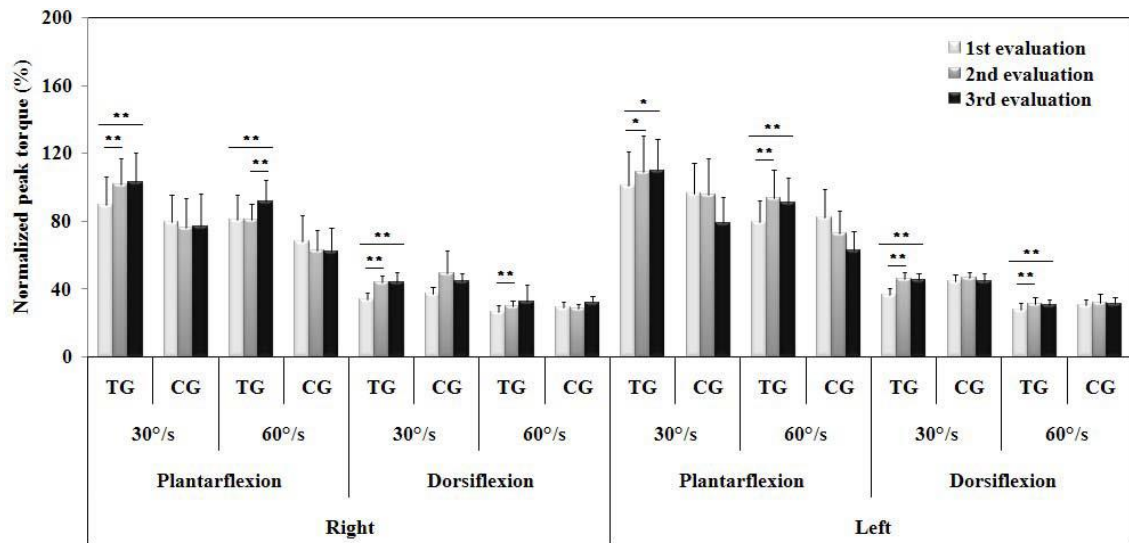 200
160
120
80
40
0
Normalized peak torque (%)
1st evaluation
2nd evaluation
3rd evaluation
** ** ** ** ** ** ** * * ** ** ** ** ** **
TG CG TG CG TG CG TG CG TG CG TG CG TG CG TG CG
30°/s 60°/s 30°/s 60°/s 30°/s 60°/s 30°/s 60°/s
Plantarflexion Dorsiflexion Plantarflexion Dorsiflexion
Right Left